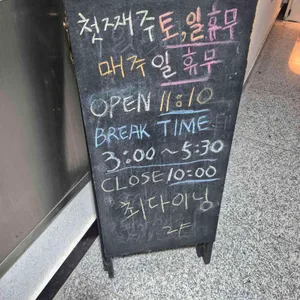 첫째주 토,일 휴무
매주 일 휴무
OPEN 11:10
BREAK TIME
3:00~5:30
CLOSE 10:00
최다이닝
2F